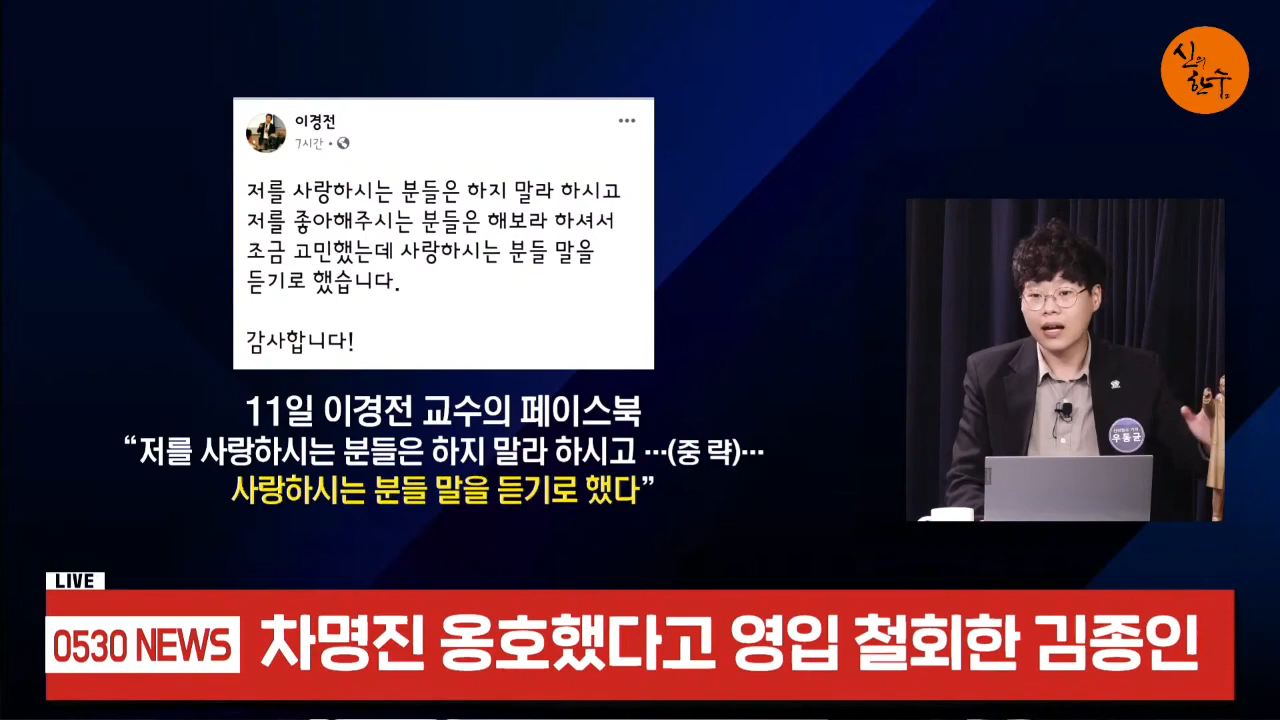 신의
한수
이경전
7시간
저를 사랑하시는 분들은 하지 말라 하시고
저를 좋아해주시는 분들은 해보라 하셔서
조금 고민했는데 사랑하시는 분들 말을
듣기로 했습니다.
감사합니다!
11일 이경전 교수의 페이스북
“저를 사랑하시는 분들은 하지 말라 하시고 …(중 략)…
사랑하시는 분들 말을 듣기로 했다”
우동균
LIVE
0530 NEWS
차명진 옹호했다고 영입 철회한 김종인